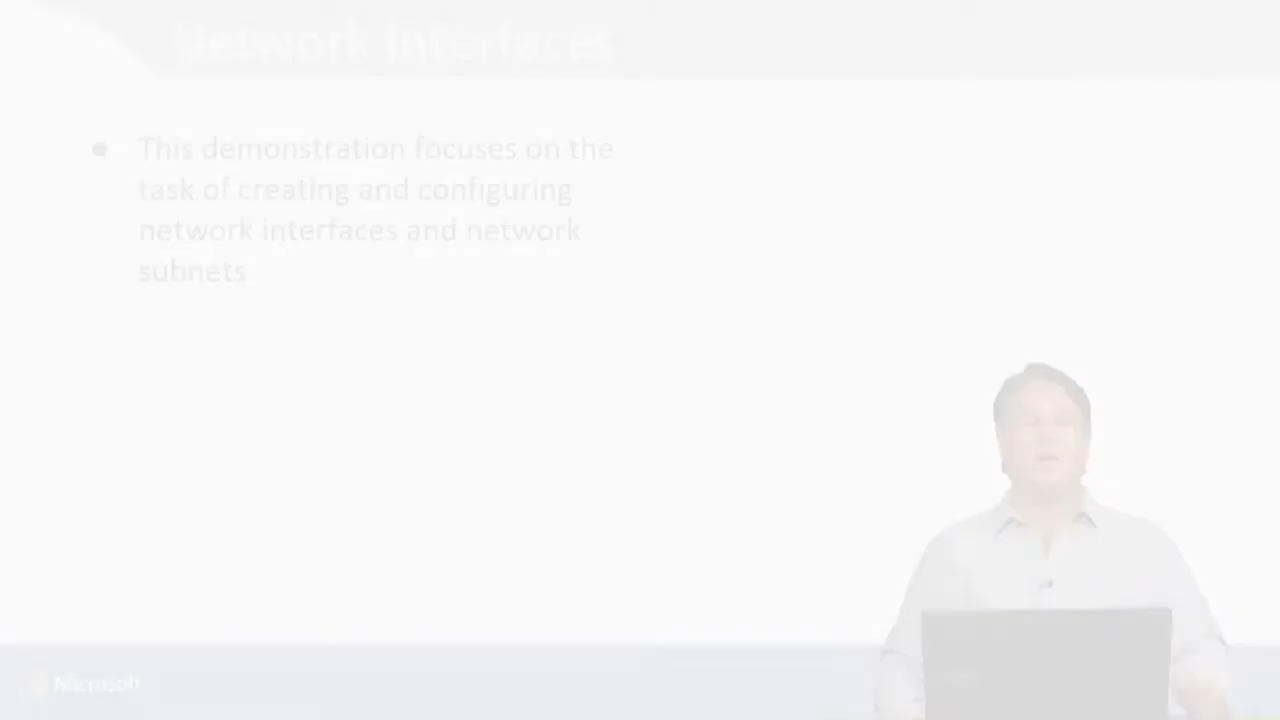 Network Interfaces
This demonstration focuses on the
task of creating and configuring
network interfaces and network
subnets
Microsoft